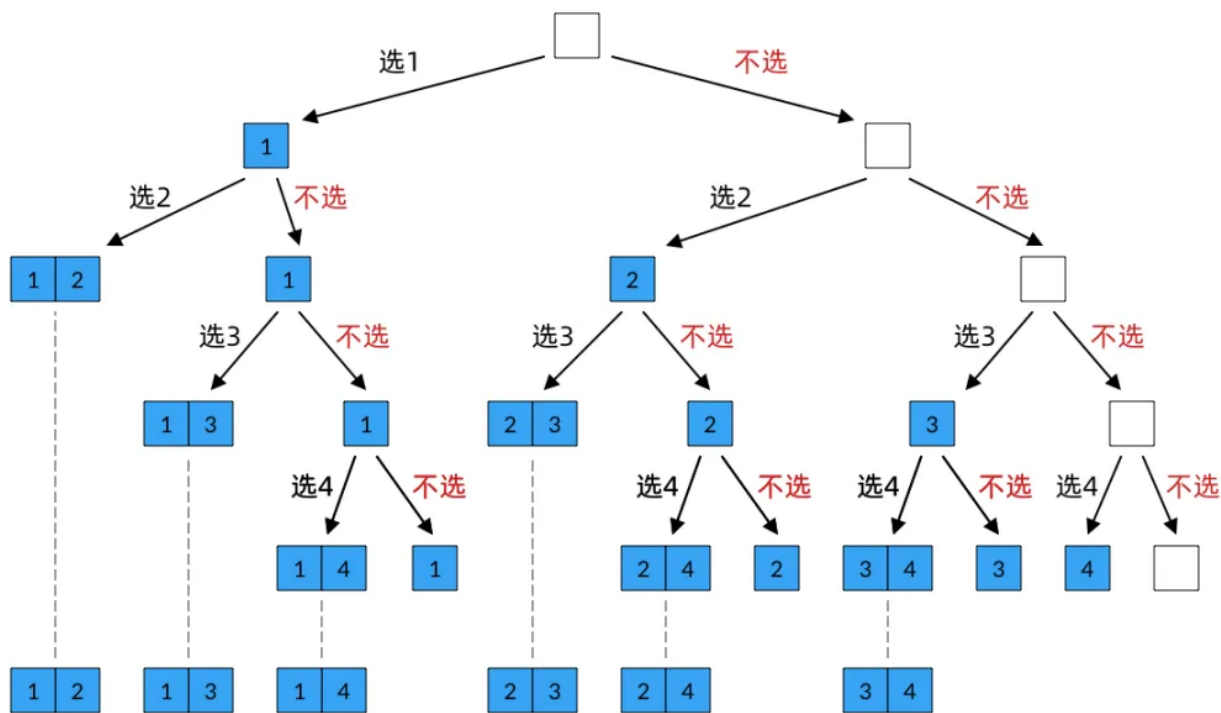 选1 不选
1
选2 不选 选2 不选
1 2 1 2
选3 不选 选3 不选 选3 不选
1 3 1 2 3 2 3
选4 不选 选4 不选 选4 不选 选4 不选
1 4 1 2 4 2 3 4 3 4
1 2 1 3 1 4 2 3 2 4 3 4